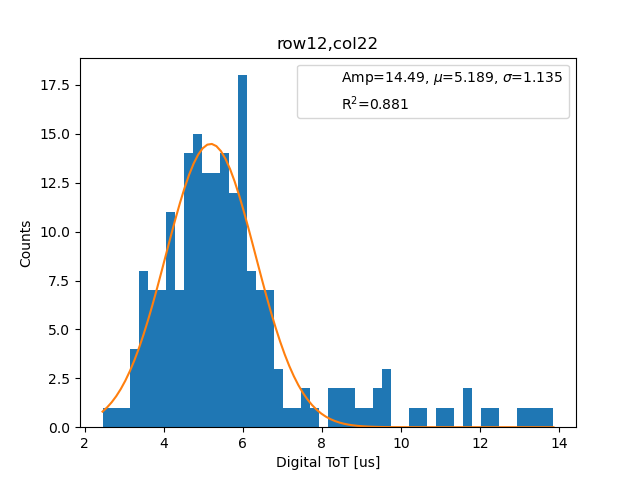 row12,col22
Amp=14.49, μ=5.189, σ=1.135
R²=0.881
17.5
15.0
12.5
10.0
7.5
5.0
2.5
0.0
Counts
2 4 6 8 10 12 14
Digital ToT [us]